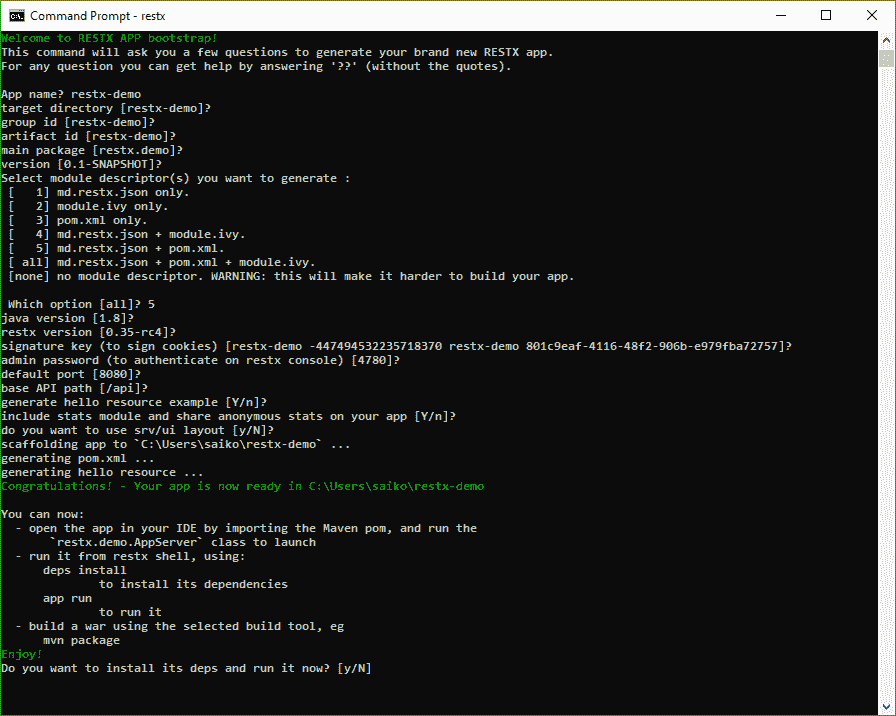 Command Prompt - restx
Welcome to RESTX APP bootstrap!
This command will ask you a few questions to generate your brand new RESTX app.
For any question you can get help by answering '??' (without the quotes).
App name? restx-demo
target directory [restx-demo]?
group id [restx-demo]?
artifact id [restx-demo]?
main package [restx.demo]?
version [0.1-SNAPSHOT]?
Select module descriptor(s) you want to generate :
[   1] md.restx.json only.
[   2] module.ivy only.
[   3] pom.xml only.
[   4] md.restx.json + module.ivy.
[   5] md.restx.json + pom.xml.
[ all] md.restx.json + pom.xml + module.ivy.
[none] no module descriptor. WARNING: this will make it harder to build your app.
Which option [all]? 5
java version [1.8]?
restx version [0.35-rc4]?
signature key (to sign cookies) [restx-demo -447494532235718370 restx-demo 801c9eaf-4116-48f2-906b-e979fba72757]?
admin password (to authenticate on restx console) [4780]?
default port [8080]?
base API path [/api]?
generate hello resource example [Y/n]?
include stats module and share anonymous stats on your app [Y/n]?
do you want to use srv/ui layout [y/N]?
scaffolding app to `C:\Users\saiko\restx-demo` ...
generating pom.xml ...
generating hello resource ...
Congratulations! - Your app is now ready in C:\Users\saiko\restx-demo
You can now:
- open the app in your IDE by importing the Maven pom, and run the
`restx.demo.AppServer` class to launch
- run it from restx shell, using:
deps install
to install its dependencies
app run
to run it
- build a war using the selected build tool, eg
mvn package
Enjoy!
Do you want to install its deps and run it now? [y/N]